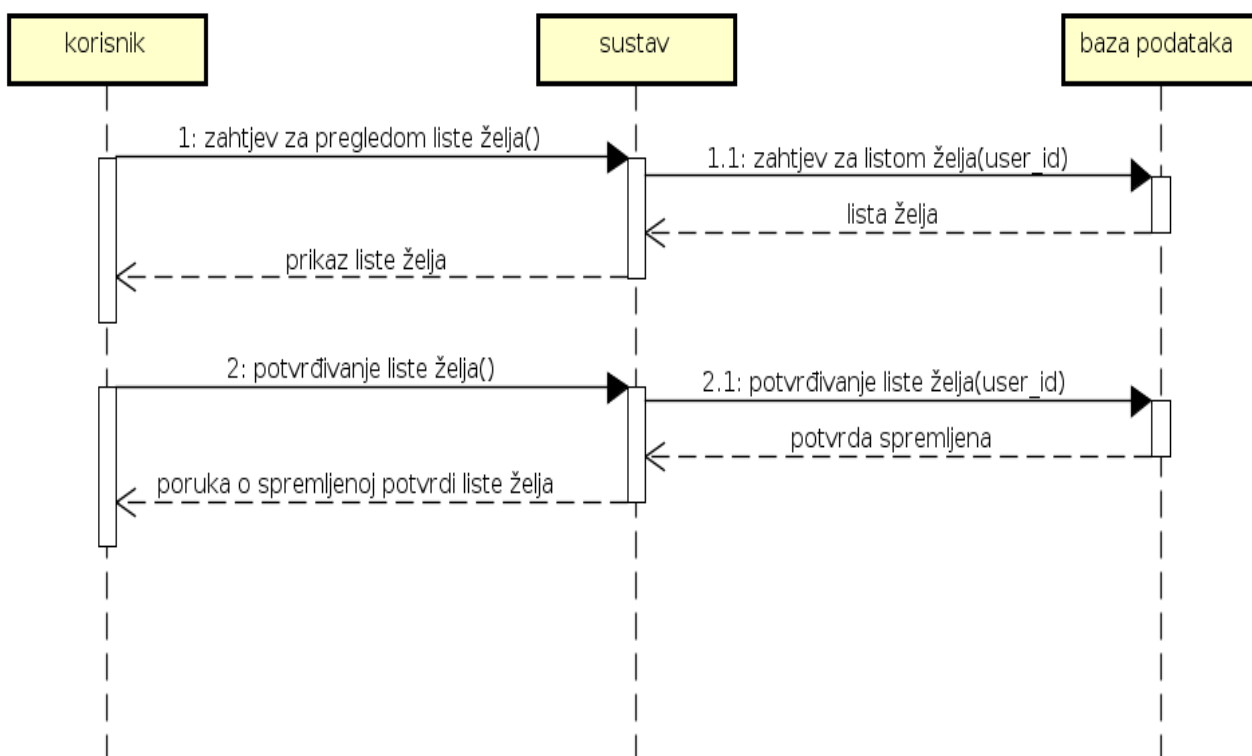 korisnik
sustav
baza podataka
1: zahtjev za pregledom liste želja()
1.1: zahtjev za listom želja(user_id)
lista želja
prikaz liste želja
2: potvrđivanje liste želja()
2.1: potvrđivanje liste želja(user_id)
potvrda spremljena
poruka o spremljenoj potvrdi liste želja